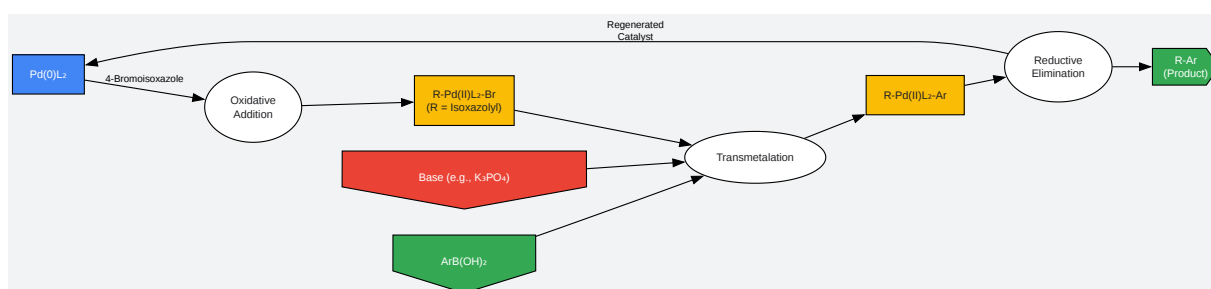 Regenerated
Catalyst
Pd(0)L₂
4-Bromoisoxazole
Oxidative
Addition
R-Pd(II)L₂-Br
(R = Isoxazolyl)
Base (e.g., K₃PO₄)
ArB(OH)₂
Transmetalation
R-Pd(II)L₂-Ar
Reductive
Elimination
R-Ar
(Product)